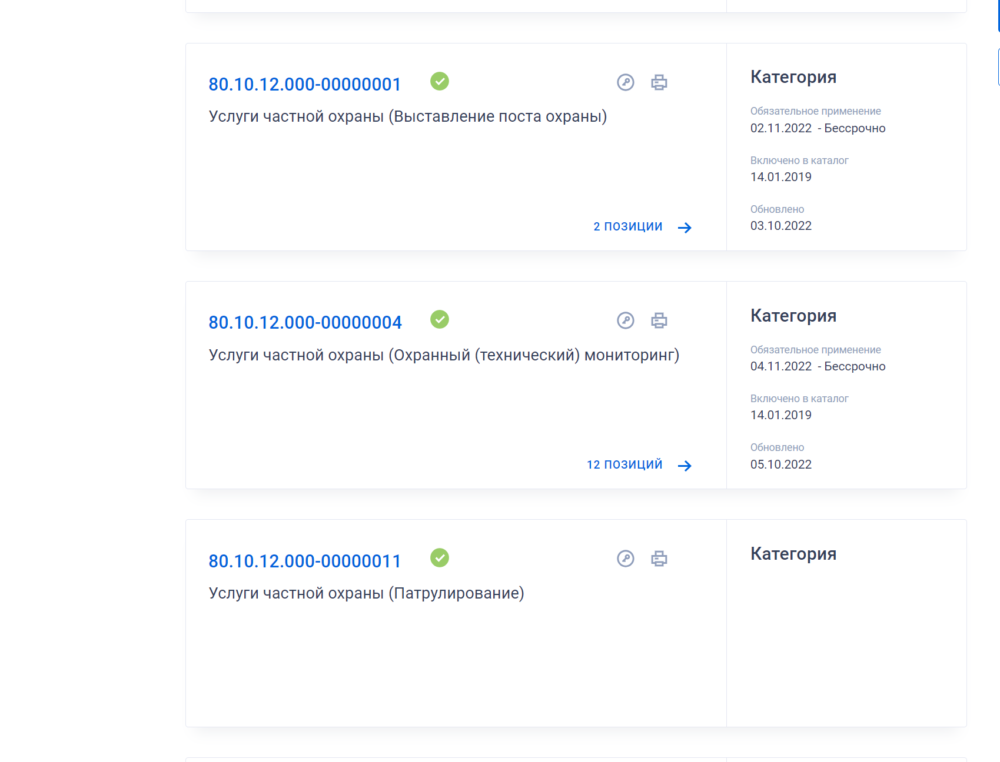 80.10.12.000-00000001
Услуги частной охраны (Выставление поста охраны)
2 ПОЗИЦИИ
Категория
Обязательное применение
02.11.2022 - Бессрочно
Включено в каталог
14.01.2019
Обновлено
03.10.2022
80.10.12.000-00000004
Услуги частной охраны (Охранный (технический) мониторинг)
12 ПОЗИЦИЙ
Категория
Обязательное применение
04.11.2022 - Бессрочно
Включено в каталог
14.01.2019
Обновлено
05.10.2022
80.10.12.000-00000011
Услуги частной охраны (Патрулирование)
Категория